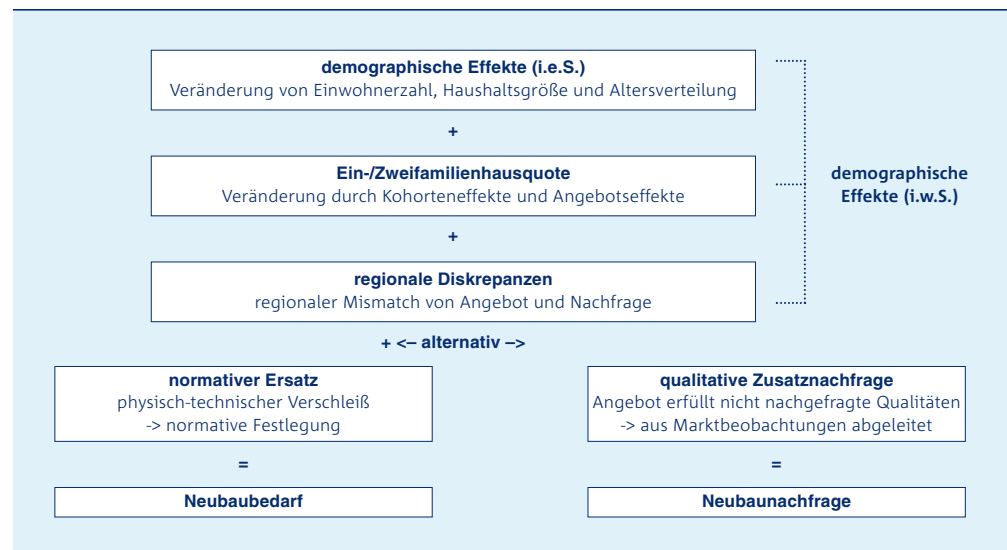 demographische Effekte (i.e.S.)
Veränderung von Einwohnerzahl, Haushaltsgröße und Altersverteilung
+
Ein-/Zweifamilienhausquote
Veränderung durch Kohorteneffekte und Angebotseffekte
demographische
Effekte (i.w.S.)
+
regionale Diskrepanzen
regionaler Mismatch von Angebot und Nachfrage
+ <– alternativ –>
normativer Ersatz
physisch-technischer Verschleiß
-> normative Festlegung
=
Neubaubedarf
qualitative Zusatznachfrage
Angebot erfüllt nicht nachgefragte Qualitäten
-> aus Marktbeobachtungen abgeleitet
=
Neubaunachfrage